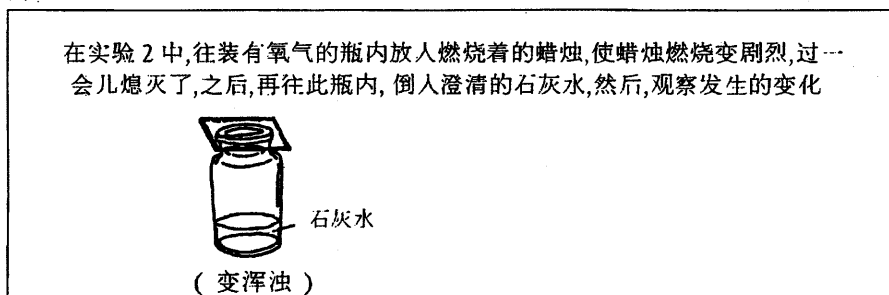 在实验2中,往装有氧气的瓶内放人燃烧着的蜡烛,使蜡烛燃烧变剧烈,过一
会儿熄灭了,之后,再往此瓶内,倒人澄清的石灰水,然后,观察发生的变化
石灰水
(变浑浊)